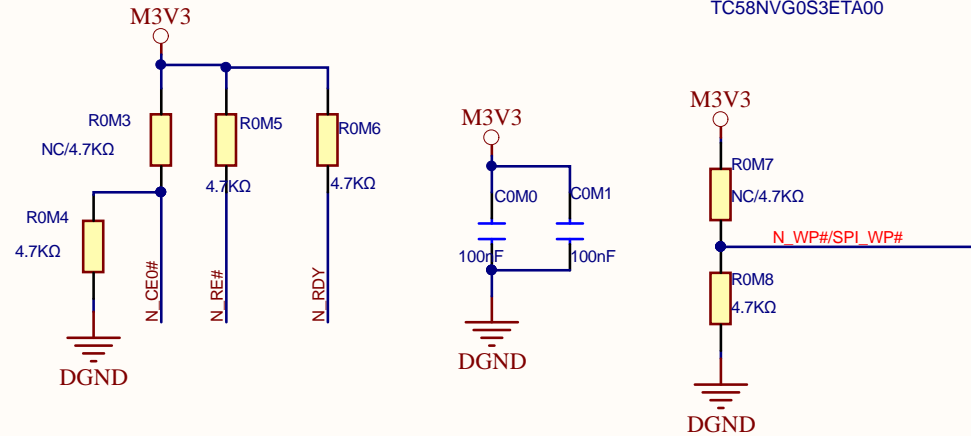 TC58NVG0S3ETA00
M3V3
R0M3
NC/4.7KΩ
R0M5
4.7KΩ
R0M6
4.7KΩ
R0M4
4.7KΩ
N_CE0#
N_RE#
N_RDY
DGND
M3V3
C0M0
100nF
C0M1
100nF
DGND
M3V3
R0M7
NC/4.7KΩ
N_WP#/SPI_WP#
R0M8
4.7KΩ
DGND